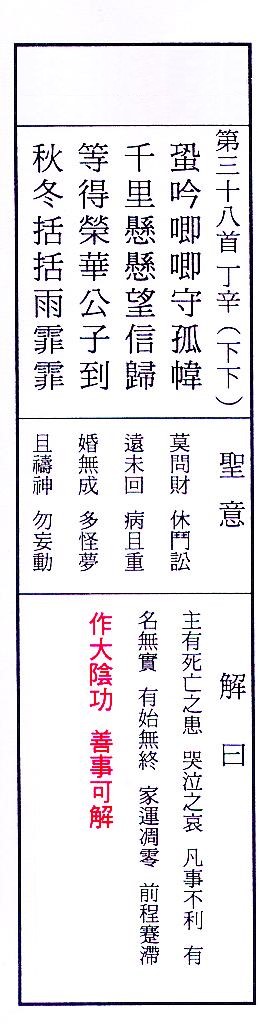 第三十八首 丁辛（下下）
蛩吟唧唧守孤幃
千里懸懸望信歸
等得榮華公子到
秋冬括括雨霏霏
聖意
莫問財 休鬥訟
遠未回 病且重
婚無成 多怪夢
且禱神 勿妄動
解曰
主有死亡之患 哭泣之哀 凡事不利 有
名無實 有始無終 家運凋零 前程蹇滯
作大陰功 善事可解